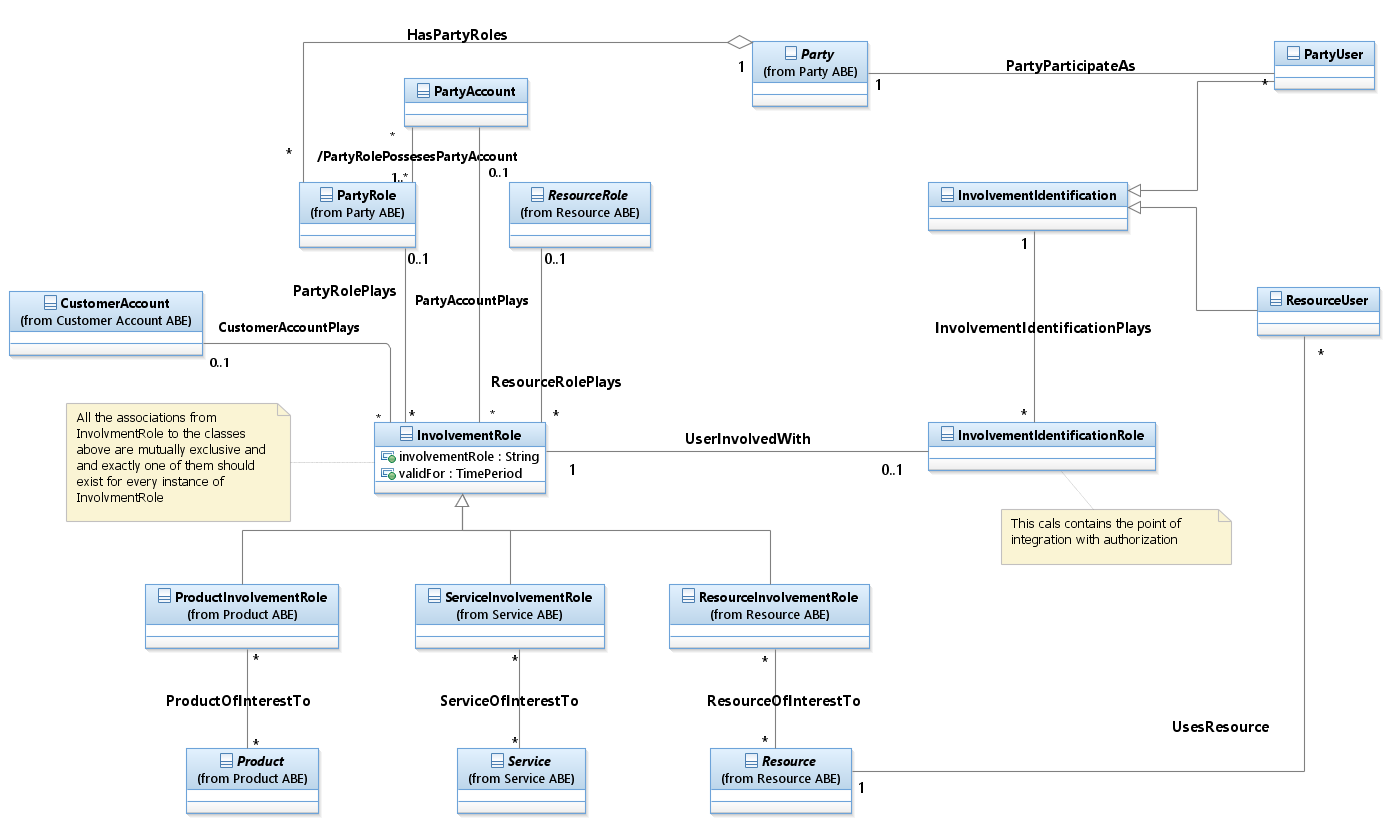 HasPartyRoles
1
*
Party
(from Party ABE)
PartyParticipateAs
1
*
PartyUser
PartyAccount
*
/PartyRolePossesesPartyAccount
1..*
0..1
PartyRole
(from Party ABE)
ResourceRole
(from Resource ABE)
InvolvementIdentification
0..1
0..1
1
PartyRolePlays
PartyAccountPlays
CustomerAccount
(from Customer Account ABE)
CustomerAccountPlays
0..1
ResourceUser
*
InvolvementIdentificationPlays
ResourceRolePlays
*
*
*
*
*
All the associations from
InvolvmentRole to the classes
above are mutually exclusive and
and exactly one of them should
exist for every instance of
InvolvmentRole
InvolvementRole
involvementRole : String
validFor : TimePeriod
UserInvolvedWith
1
0..1
InvolvementIdentificationRole
This cals contains the point of
integration with authorization
ProductInvolvementRole
(from Product ABE)
ServiceInvolvementRole
(from Service ABE)
ResourceInvolvementRole
(from Resource ABE)
*
*
*
ProductOfInterestTo
ServiceOfInterestTo
ResourceOfInterestTo
UsesResource
*
*
*
Product
(from Product ABE)
Service
(from Service ABE)
Resource
(from Resource ABE)
1